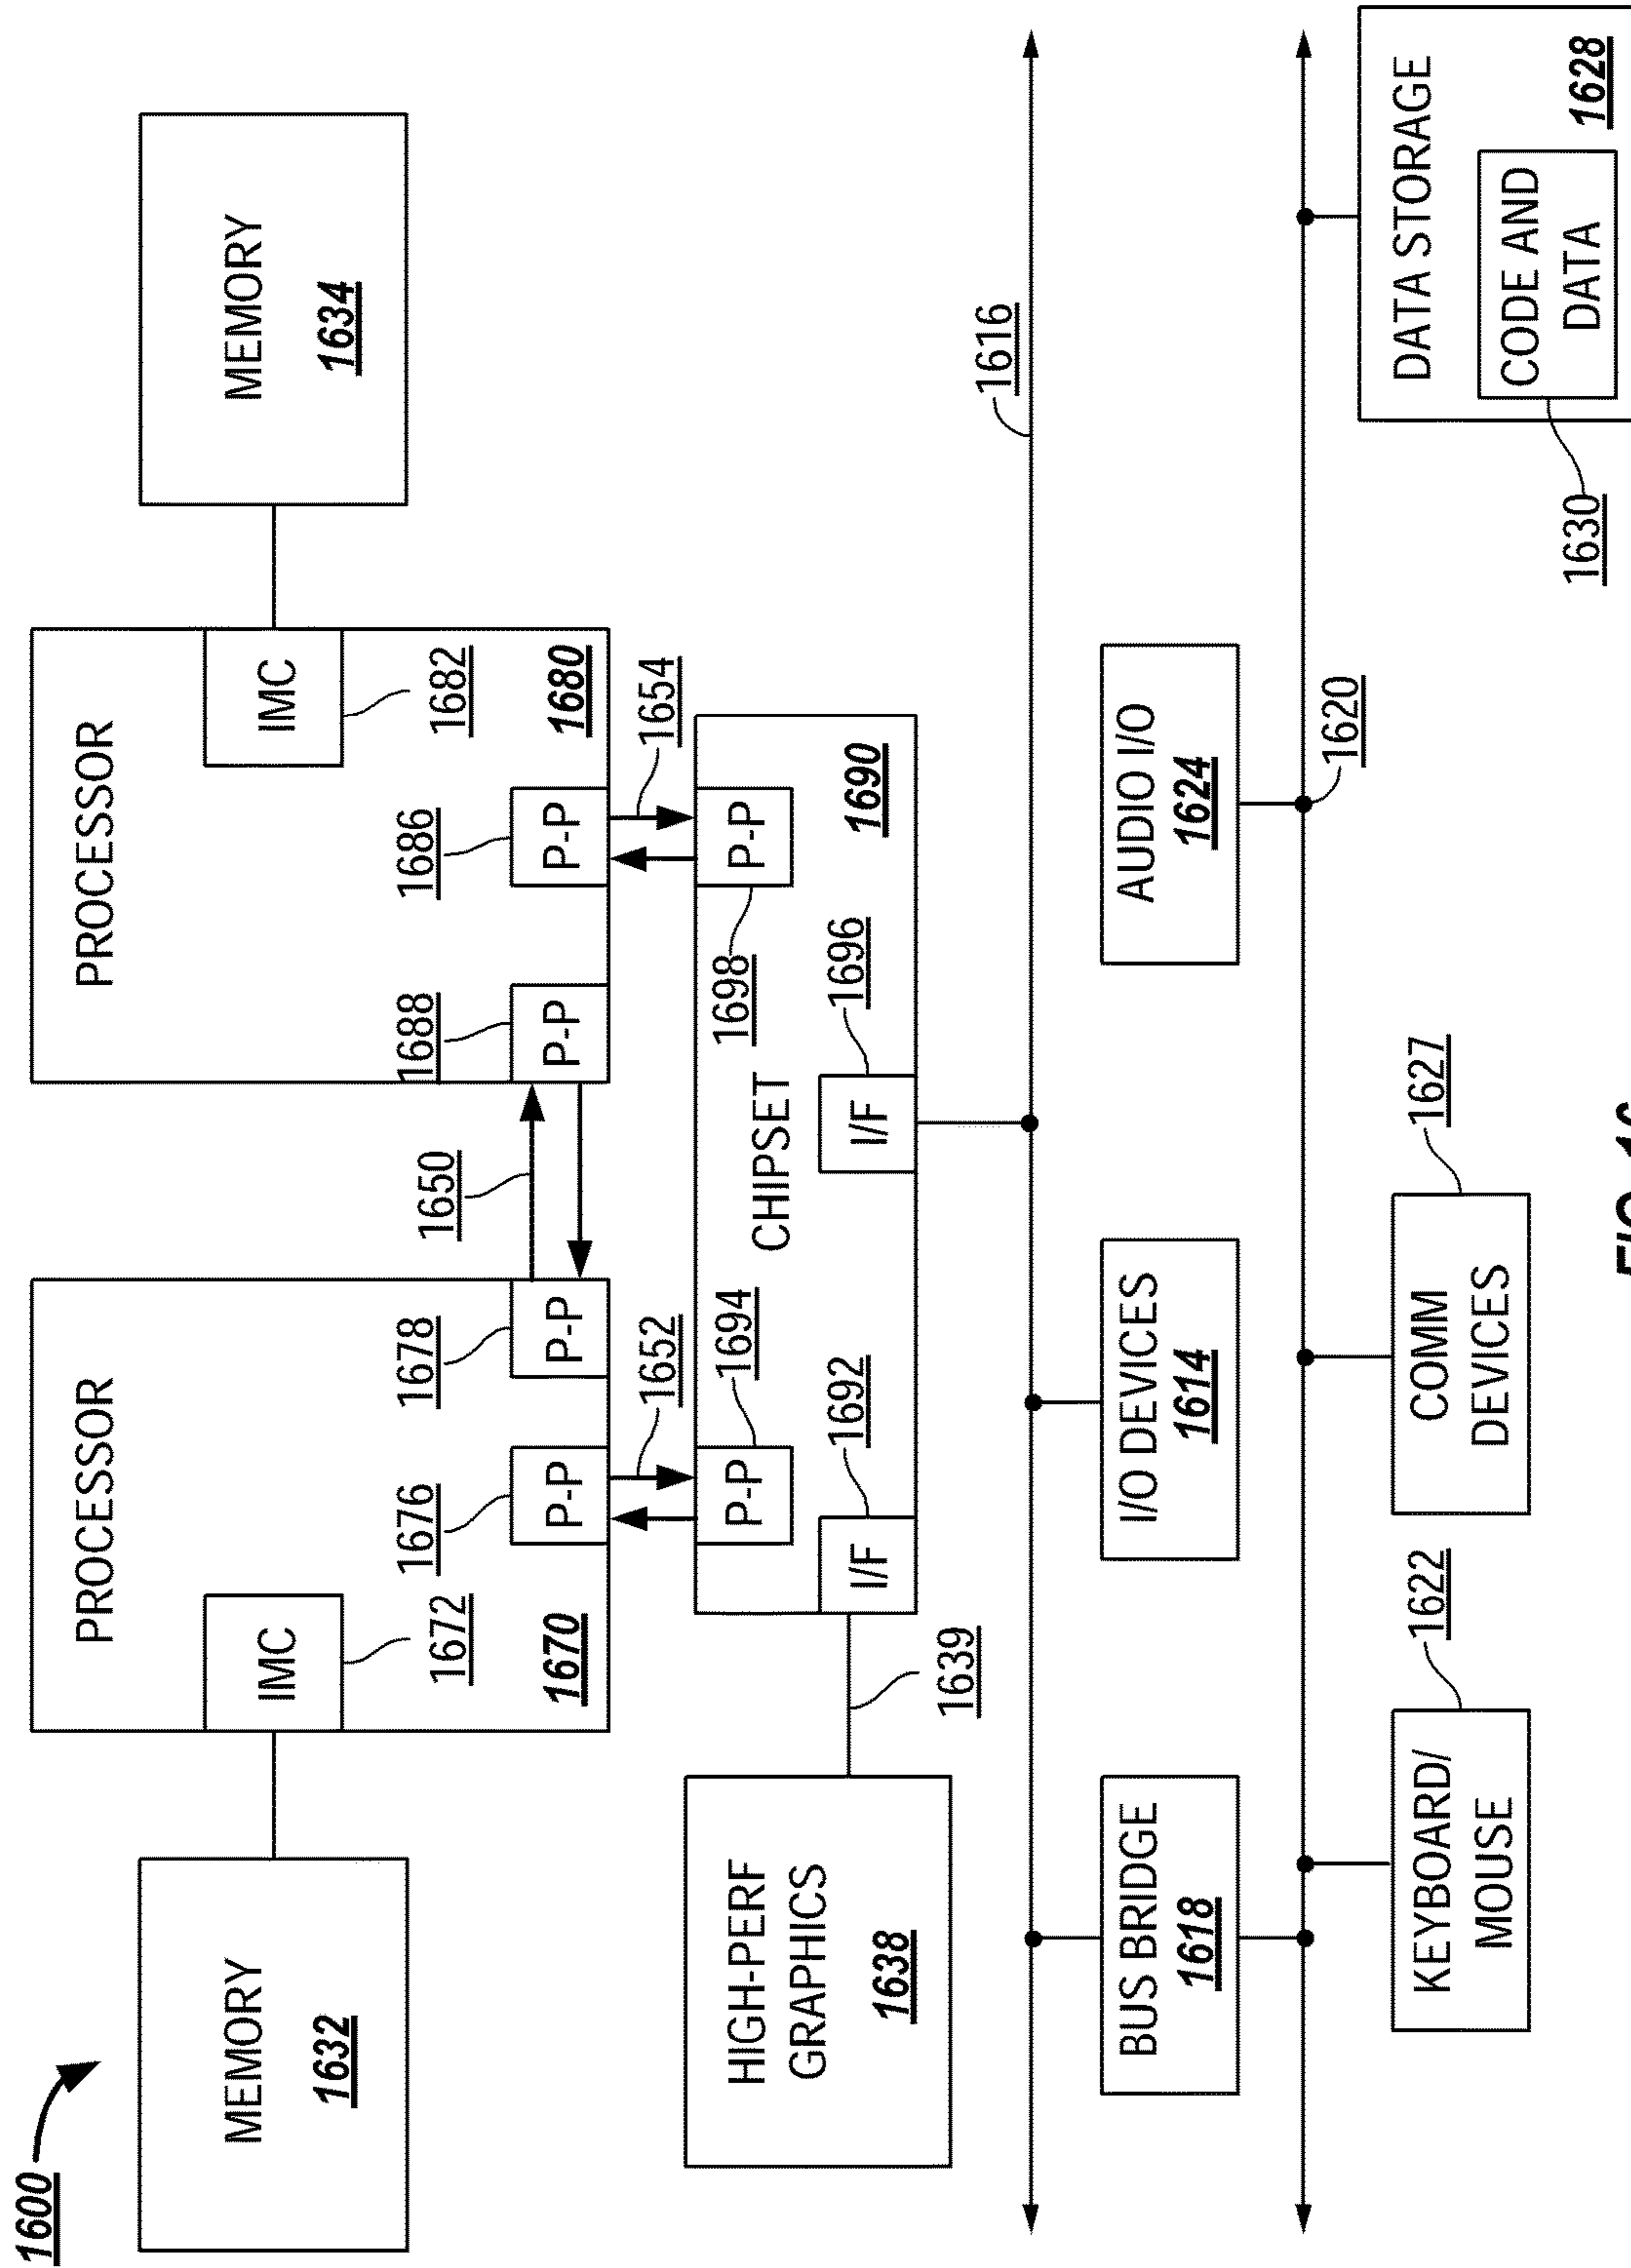 1600
MEMORY
1632
PROCESSOR
IMC
1672
1670
1676
P-P
1678
P-P
1650
PROCESSOR
1688
P-P
1686
P-P
IMC
1682
1680
MEMORY
1634
1652
1654
HIGH-PERF
GRAPHICS
1638
1639
P-P
1694
I/F
1692
CHIPSET
1698
P-P
I/F
1696
1690
1616
BUS BRIDGE
1618
I/O DEVICES
1614
AUDIO I/O
1624
1620
KEYBOARD/
MOUSE
1622
COMM
DEVICES
1627
DATA STORAGE
1628
CODE AND
DATA
1630